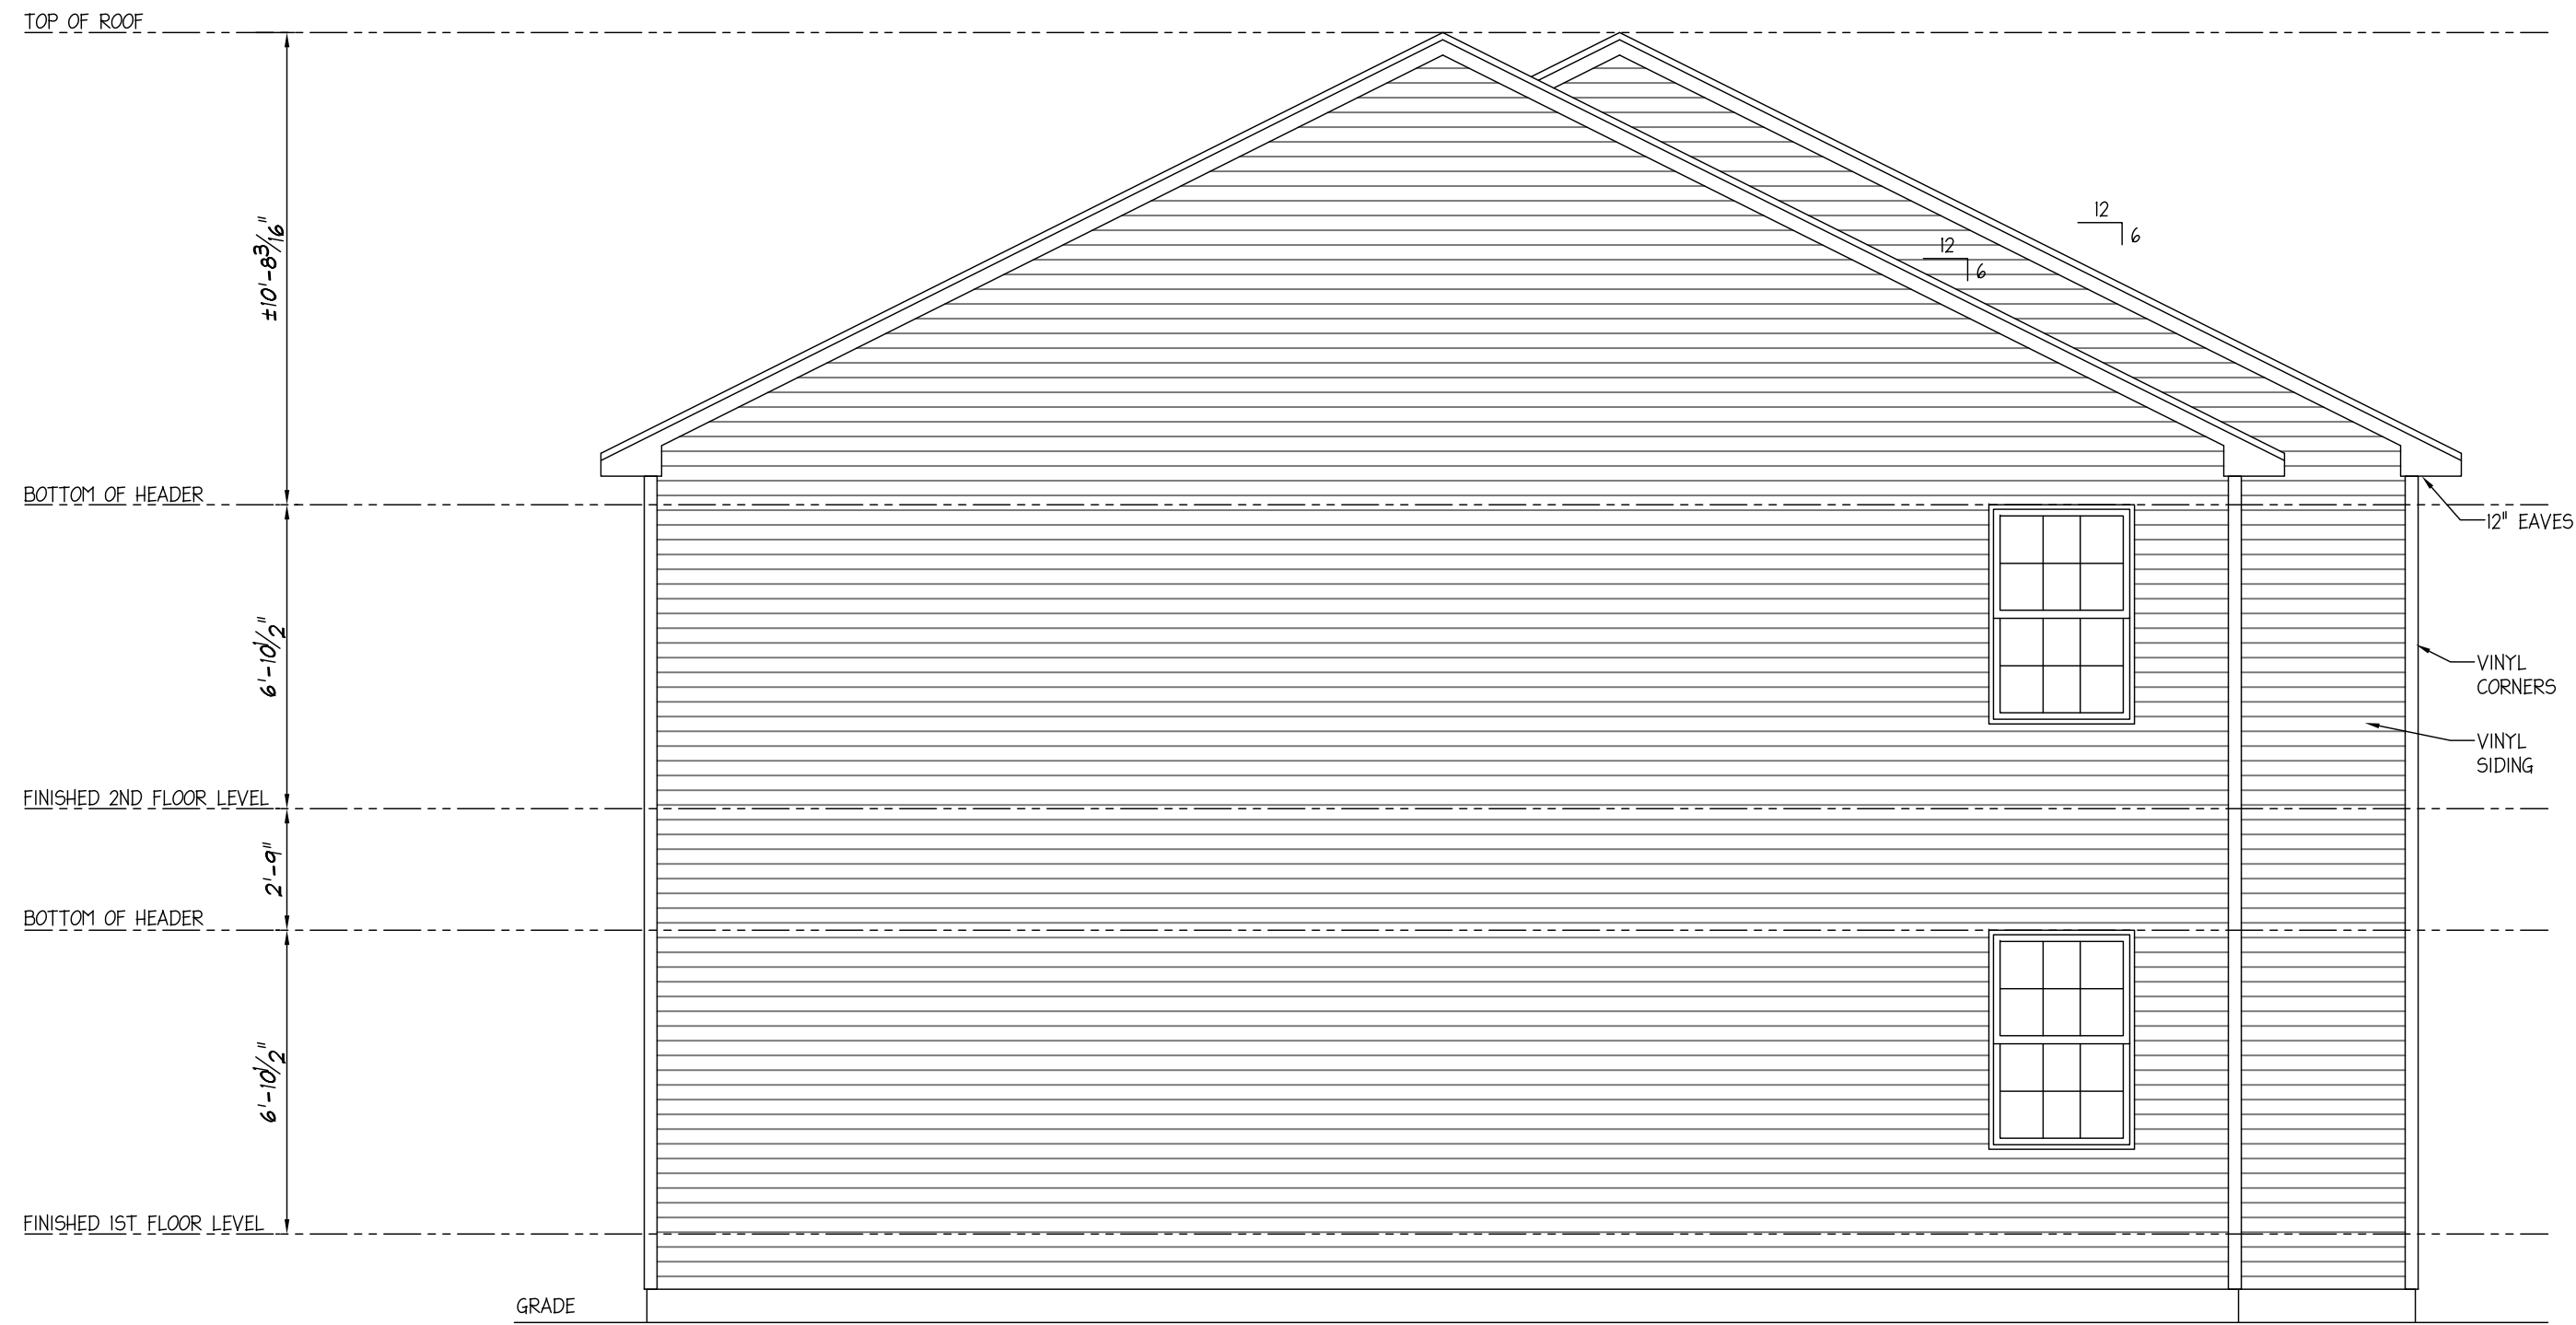 TOP OF ROOF
±10'-8 3/16"
12
6
12
6
BOTTOM OF HEADER
12" EAVES
6'-10 1/2"
VINYL
CORNERS
VINYL
SIDING
FINISHED 2ND FLOOR LEVEL
2'-9"
BOTTOM OF HEADER
6'-10 1/2"
FINISHED 1ST FLOOR LEVEL
GRADE